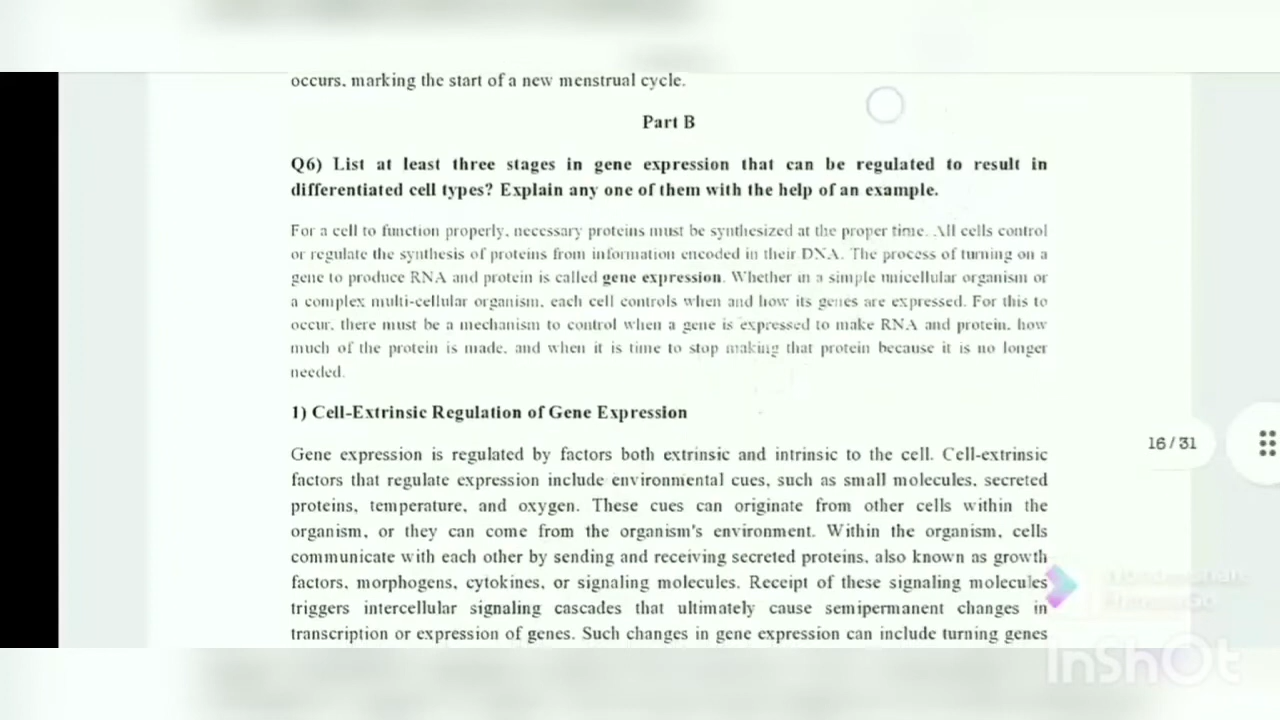 occurs. marking the start of a new menstrual cycle.
Part B
Q6) List at least three stages in gene expression that can be regulated to result in
differentiated cell types? Explain any one of them with the help of an example.
For a cell to function properly, necessary proteins must be synthesized at the proper time. All cells control
or regulate the synthesis of proteins from information encoded in their DNA. The process of turning on a
gene to produce RNA and protein is called gene expression. Whether in a simple unicellular organism or
a complex multi-cellular organism, each cell controls when and how its genes are expressed. For this to
occur, there must be a mechanism to control when a gene is expressed to make RNA and protein, how
much of the protein is made, and when it is time to stop making that protein because it is no longer
needed.
1) Cell-Extrinsic Regulation of Gene Expression
Gene expression is regulated by factors both extrinsic and intrinsic to the cell. Cell-extrinsic
factors that regulate expression include environmental cues, such as small molecules, secreted
proteins, temperature, and oxygen. These cues can originate from other cells within the
organism, or they can come from the organism's environment. Within the organism, cells
16 / 31
communicate with each other by sending and receiving secreted proteins, also known as growth
factors, morphogens, cytokines, or signaling molecules. Receipt of these signaling molecules
triggers intercellular signaling cascades that ultimately cause semipermanent changes in
transcription or expression of genes. Such changes in gene expression can include turning genes
InShOt